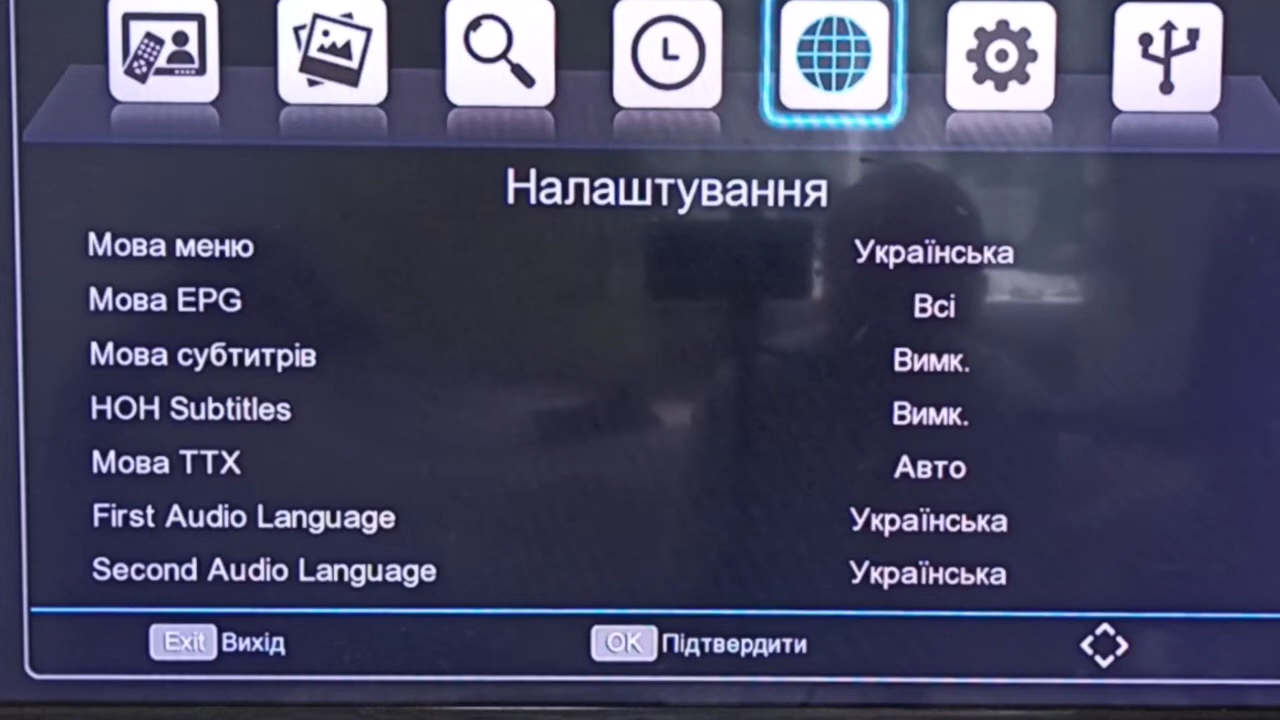 Налаштування
Мова меню Українська
Мова EPG Всі
Мова субтитрів Вимк.
HOH Subtitles Вимк.
Мова TTX Авто
First Audio Language Українська
Second Audio Language Українська
Exit Вихід OK Підтвердити